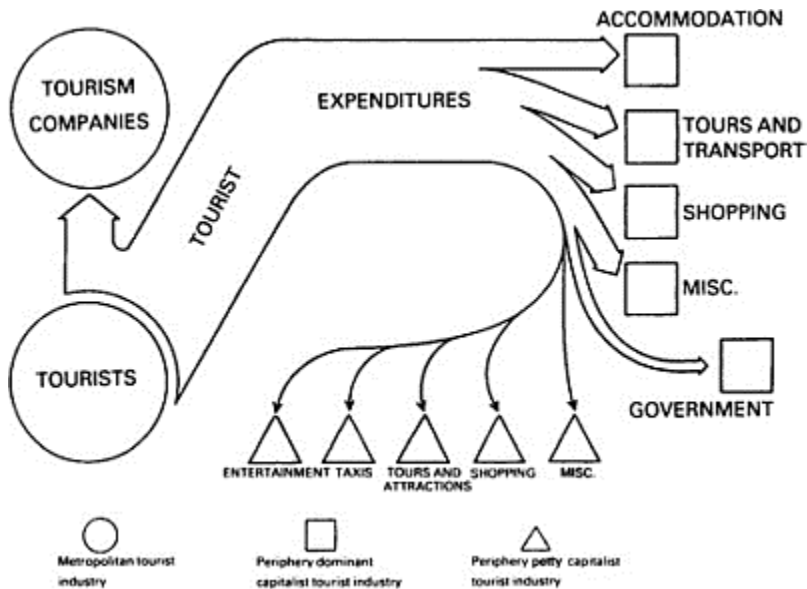 ACCOMMODATION
TOURISM
COMPANIES
EXPENDITURES
TOURS AND
TRANSPORT
TOURIST
SHOPPING
MISC.
TOURISTS
GOVERNMENT
ENTERTAINMENT
TAXIS
TOURS AND
ATTRACTIONS
SHOPPING
MISC.
Metropolitan tourist
industry
Periphery dominant
capitalist tourist industry
Periphery petty capitalist
tourist industry